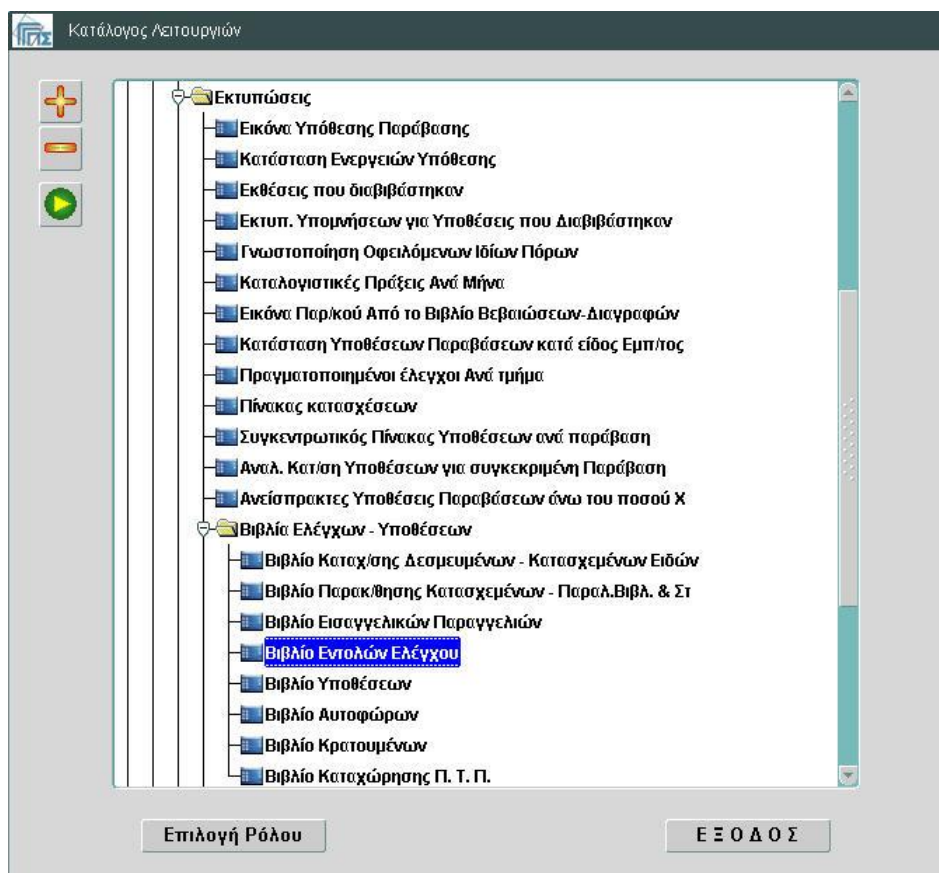 ΓΓΠΣ Κατάλογος Λειτουργιών
Εκτυπώσεις
Εικόνα Υπόθεσης Παράβασης
Κατάσταση Ενεργειών Υπόθεσης
Εκθέσεις που διαβιβάστηκαν
Εκτυπ. Υπομνήσεων για Υποθέσεις που Διαβιβάστηκαν
Γνωστοποίηση Οφειλόμενων Ιδίων Πόρων
Καταλογιστικές Πράξεις Ανά Μήνα
Εικόνα Παρ/κού Από το Βιβλίο Βεβαιώσεων-Διαγραφών
Κατάσταση Υποθέσεων Παραβάσεων κατά είδος Εμπ/τος
Πραγματοποιημένοι έλεγχοι Ανά τμήμα
Πίνακας κατασχέσεων
Συγκεντρωτικός Πίνακας Υποθέσεων ανά παράβαση
Αναλ. Κατ/ση Υποθέσεων για συγκεκριμένη Παράβαση
Ανείσπρακτες Υποθέσεις Παραβάσεων άνω του ποσού Χ
Βιβλία Ελέγχων - Υποθέσεων
Βιβλίο Καταχ/σης Δεσμευμένων - Κατασχεμένων Ειδών
Βιβλίο Παρακ/θησης Κατασχεμένων - Παραλ.Βιβλ. & Στ
Βιβλίο Εισαγγελικών Παραγγελιών
Βιβλίο Εντολών Ελέγχου
Βιβλίο Υποθέσεων
Βιβλίο Αυτοφώρων
Βιβλίο Κρατουμένων
Βιβλίο Καταχώρησης Π. Τ. Π.
Επιλογή Ρόλου
Ε Ξ Ο Δ Ο Σ